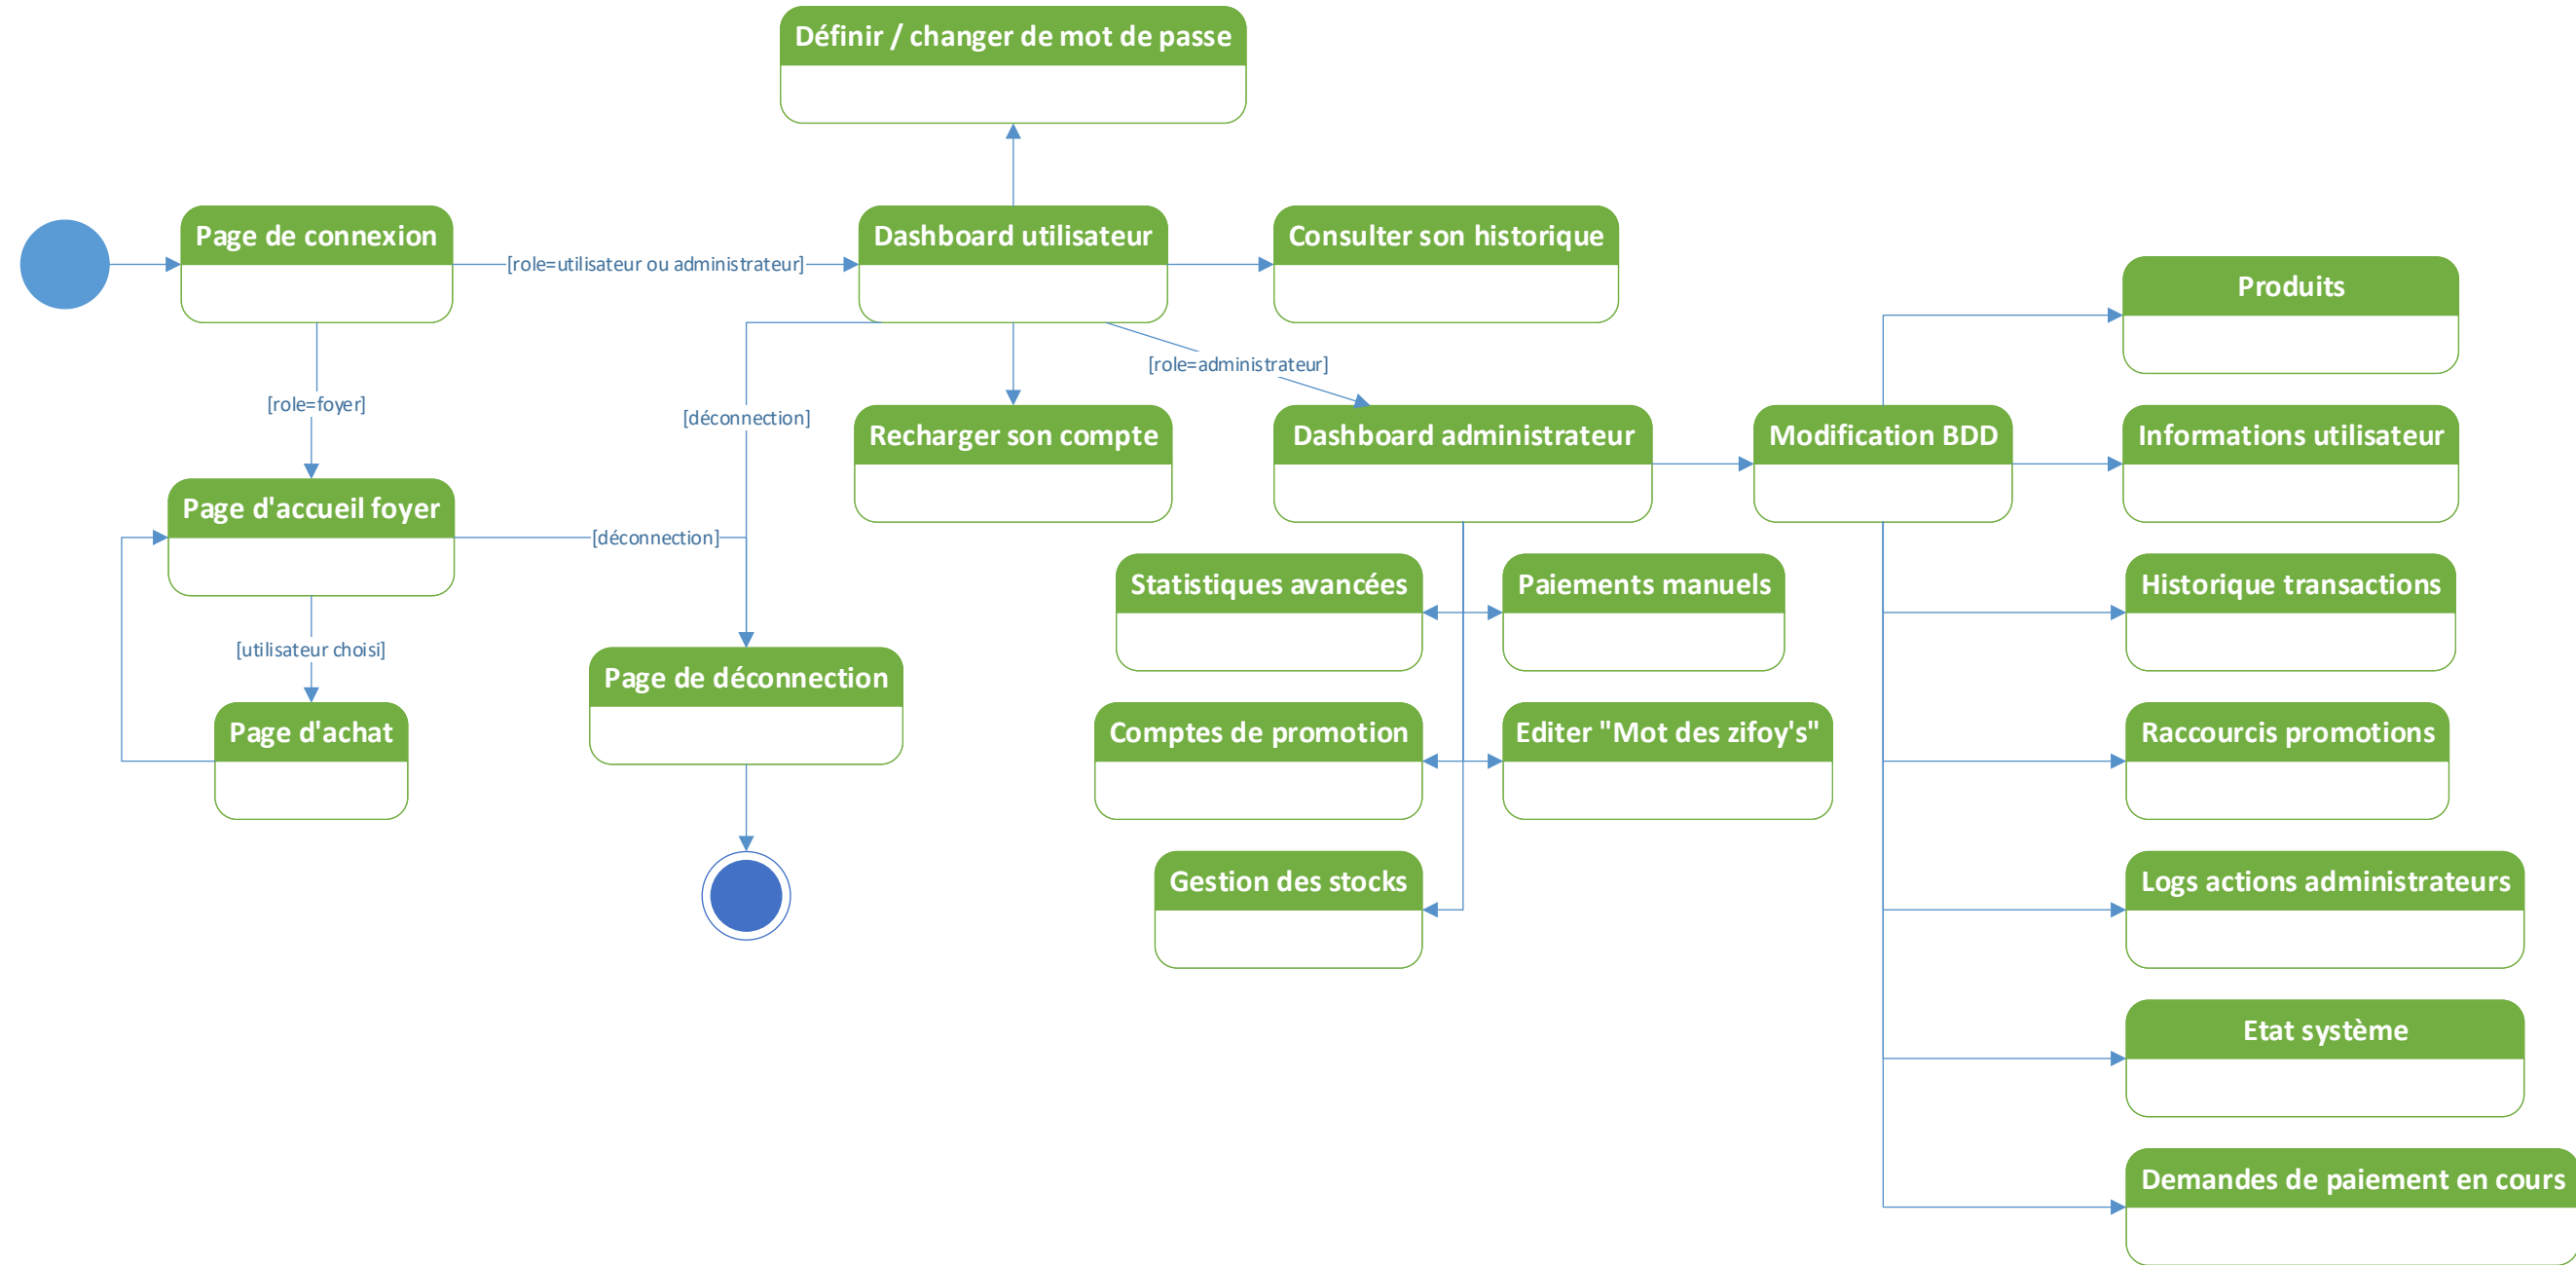 Définir / changer de mot de passe
Page de connexion
[role=utilisateur ou administrateur]
Dashboard utilisateur
Consulter son historique
Produits
[role=administrateur]
[role=foyer]
[déconnection]
Recharger son compte
Dashboard administrateur
Modification BDD
Informations utilisateur
Page d'accueil foyer
[déconnection]
Statistiques avancées
Paiements manuels
Historique transactions
[utilisateur choisi]
Page de déconnection
Page d'achat
Comptes de promotion
Editer "Mot des zifoy's"
Raccourcis promotions
Gestion des stocks
Logs actions administrateurs
Etat système
Demandes de paiement en cours